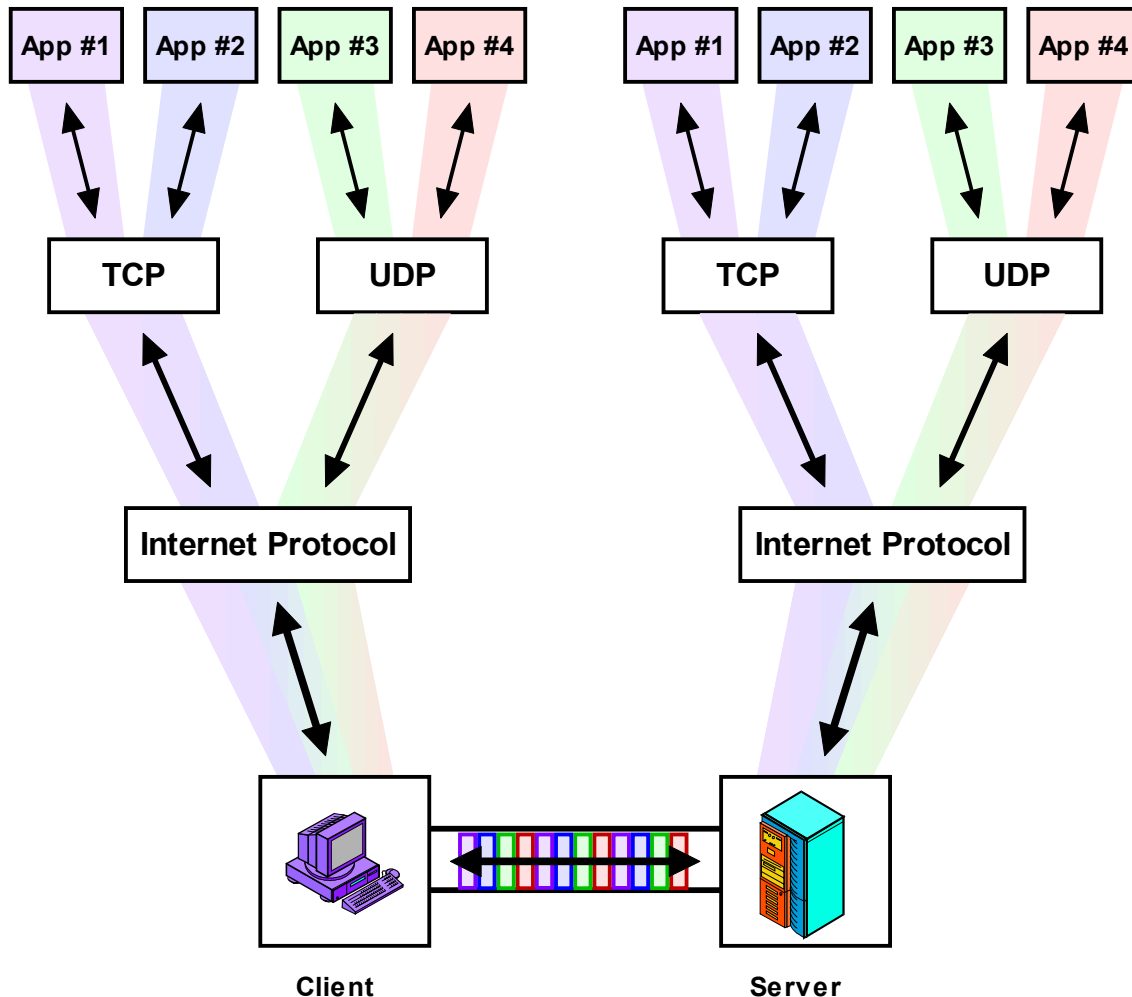 App #1 App #2 App #3 App #4 App #1 App #2 App #3 App #4
TCP UDP TCP UDP
Internet Protocol Internet Protocol
Client Server